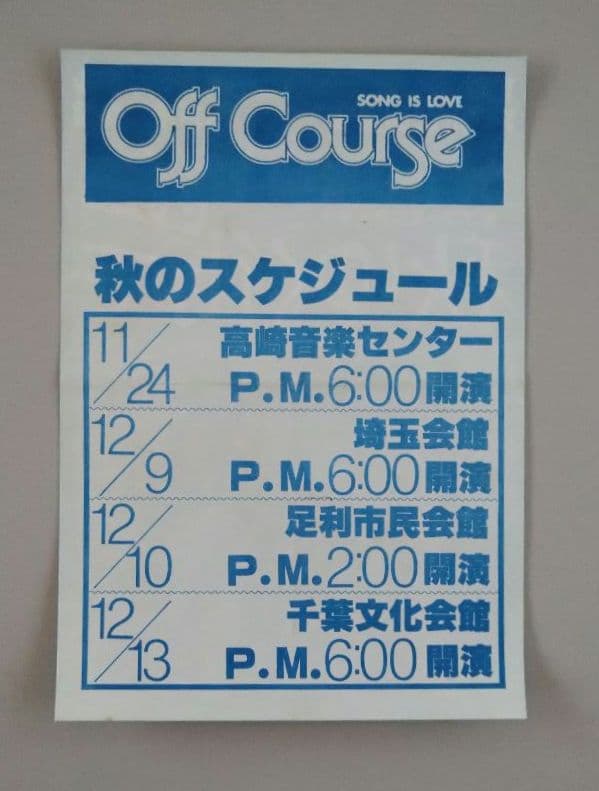 SONG IS LOVE
Off Course
秋のスケジュール
11/24 高崎音楽センター
P.M.6:00開演
12/9 埼玉会館
P.M.6:00開演
12/10 足利市民会館
P.M.2:00開演
12/13 千葉文化会館
P.M.6:00開演